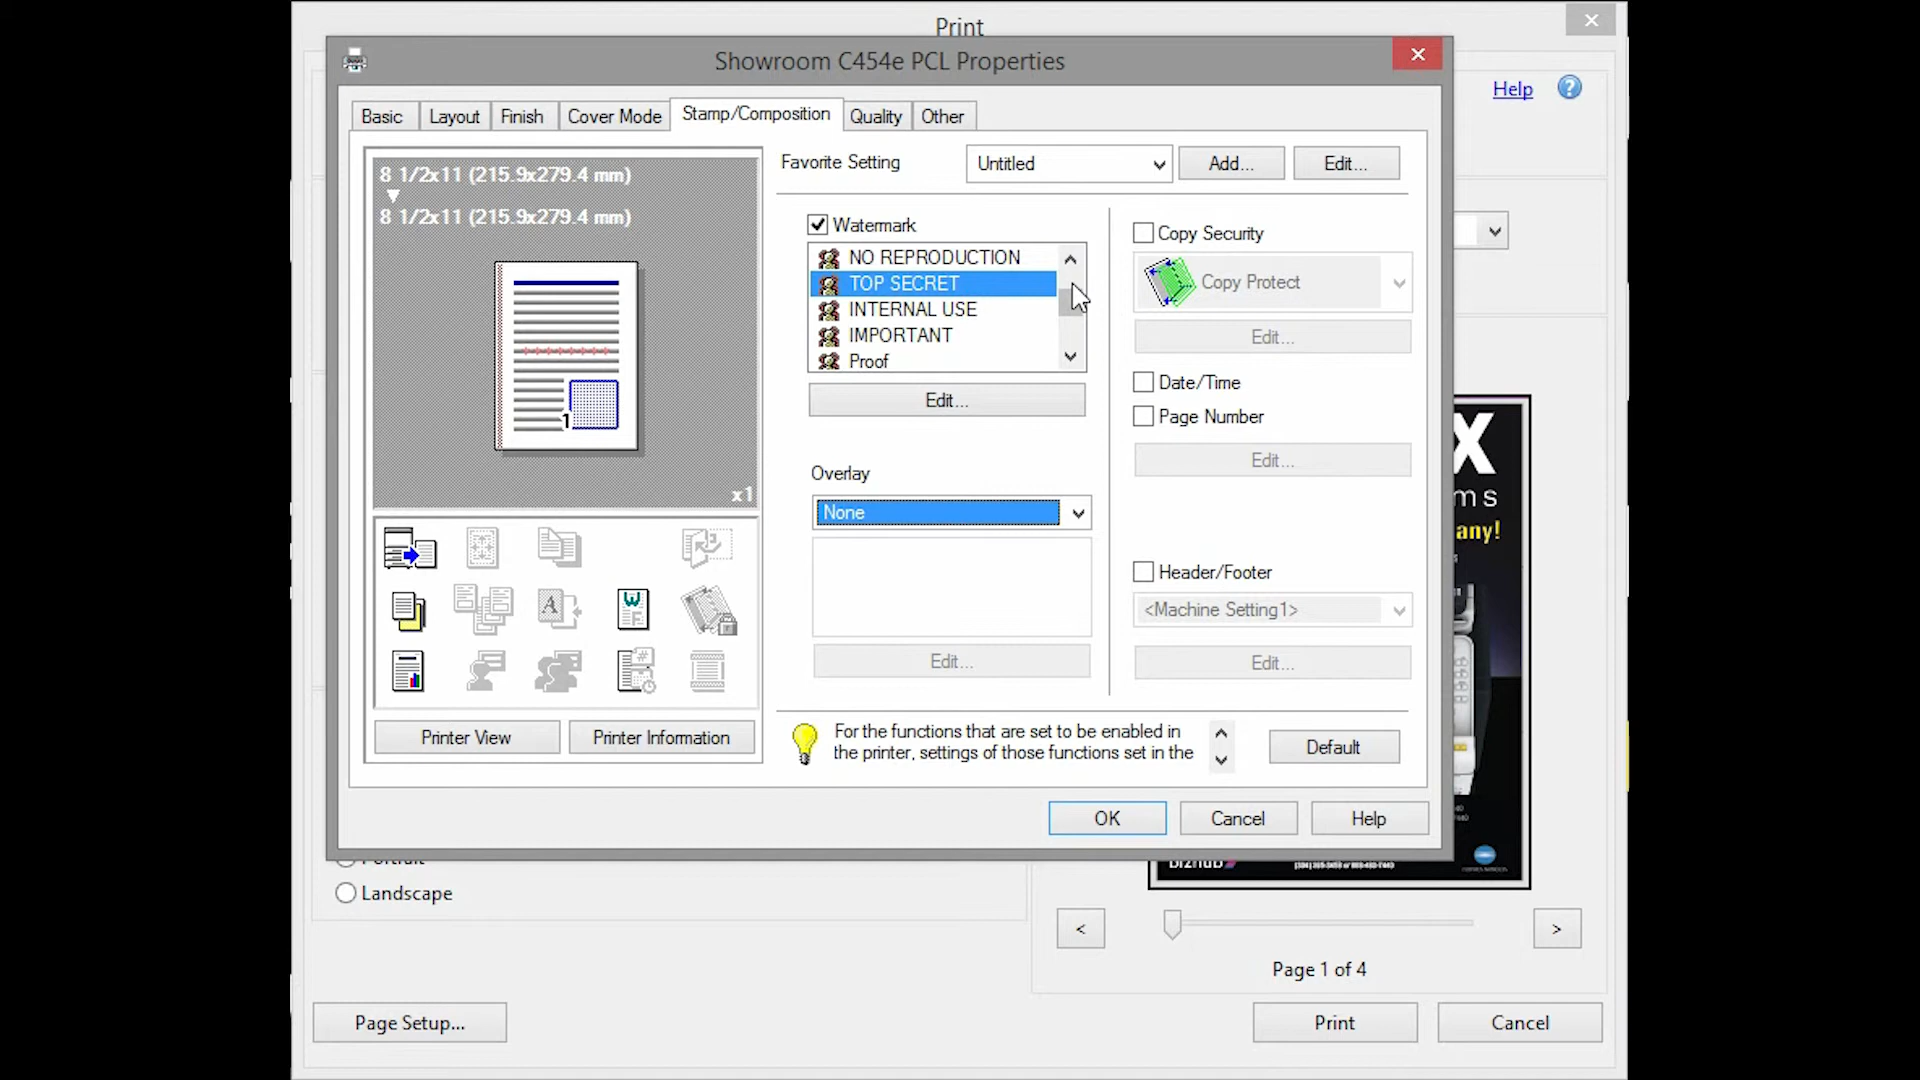 Print
Showroom C454e PCL Properties
Help
Basic
Layout
Finish
Cover Mode
Stamp/Composition
Quality
Other
8 1/2x11 (215.9x279.4 mm)
8 1/2x11 (215.9x279.4 mm)
1
x1
Printer View
Printer Information
Favorite Setting
Untitled
Add...
Edit...
Watermark
NO REPRODUCTION
TOP SECRET
INTERNAL USE
IMPORTANT
Proof
Edit...
Overlay
None
Edit...
Copy Security
Copy Protect
Edit...
Date/Time
Page Number
Edit...
Header/Footer
<Machine Setting1>
Edit...
For the functions that are set to be enabled in
the printer, settings of those functions set in the
Default
OK
Cancel
Help
X
ms
any!
bizhub
Portrait
Landscape
<
>
Page 1 of 4
Page Setup...
Print
Cancel